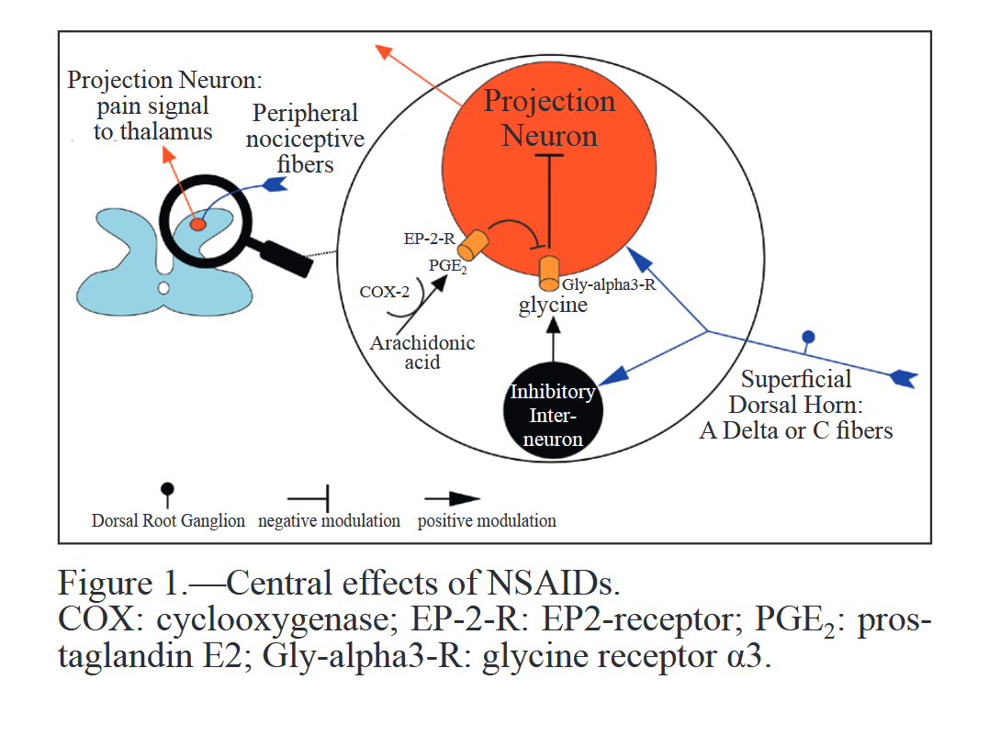 Projection Neuron:
pain signal
to thalamus
Peripheral
nociceptive
fibers
Projection
Neuron
EP-2-R
PGE₂
COX-2
Arachidonic
acid
Gly-alpha3-R
glycine
Inhibitory
Inter-
neuron
Superficial
Dorsal Horn:
A Delta or C fibers
Dorsal Root Ganglion
negative modulation
positive modulation
Figure 1.—Central effects of NSAIDs.
COX: cyclooxygenase; EP-2-R: EP2-receptor; PGE₂: pros-
taglandin E2; Gly-alpha3-R: glycine receptor α3.